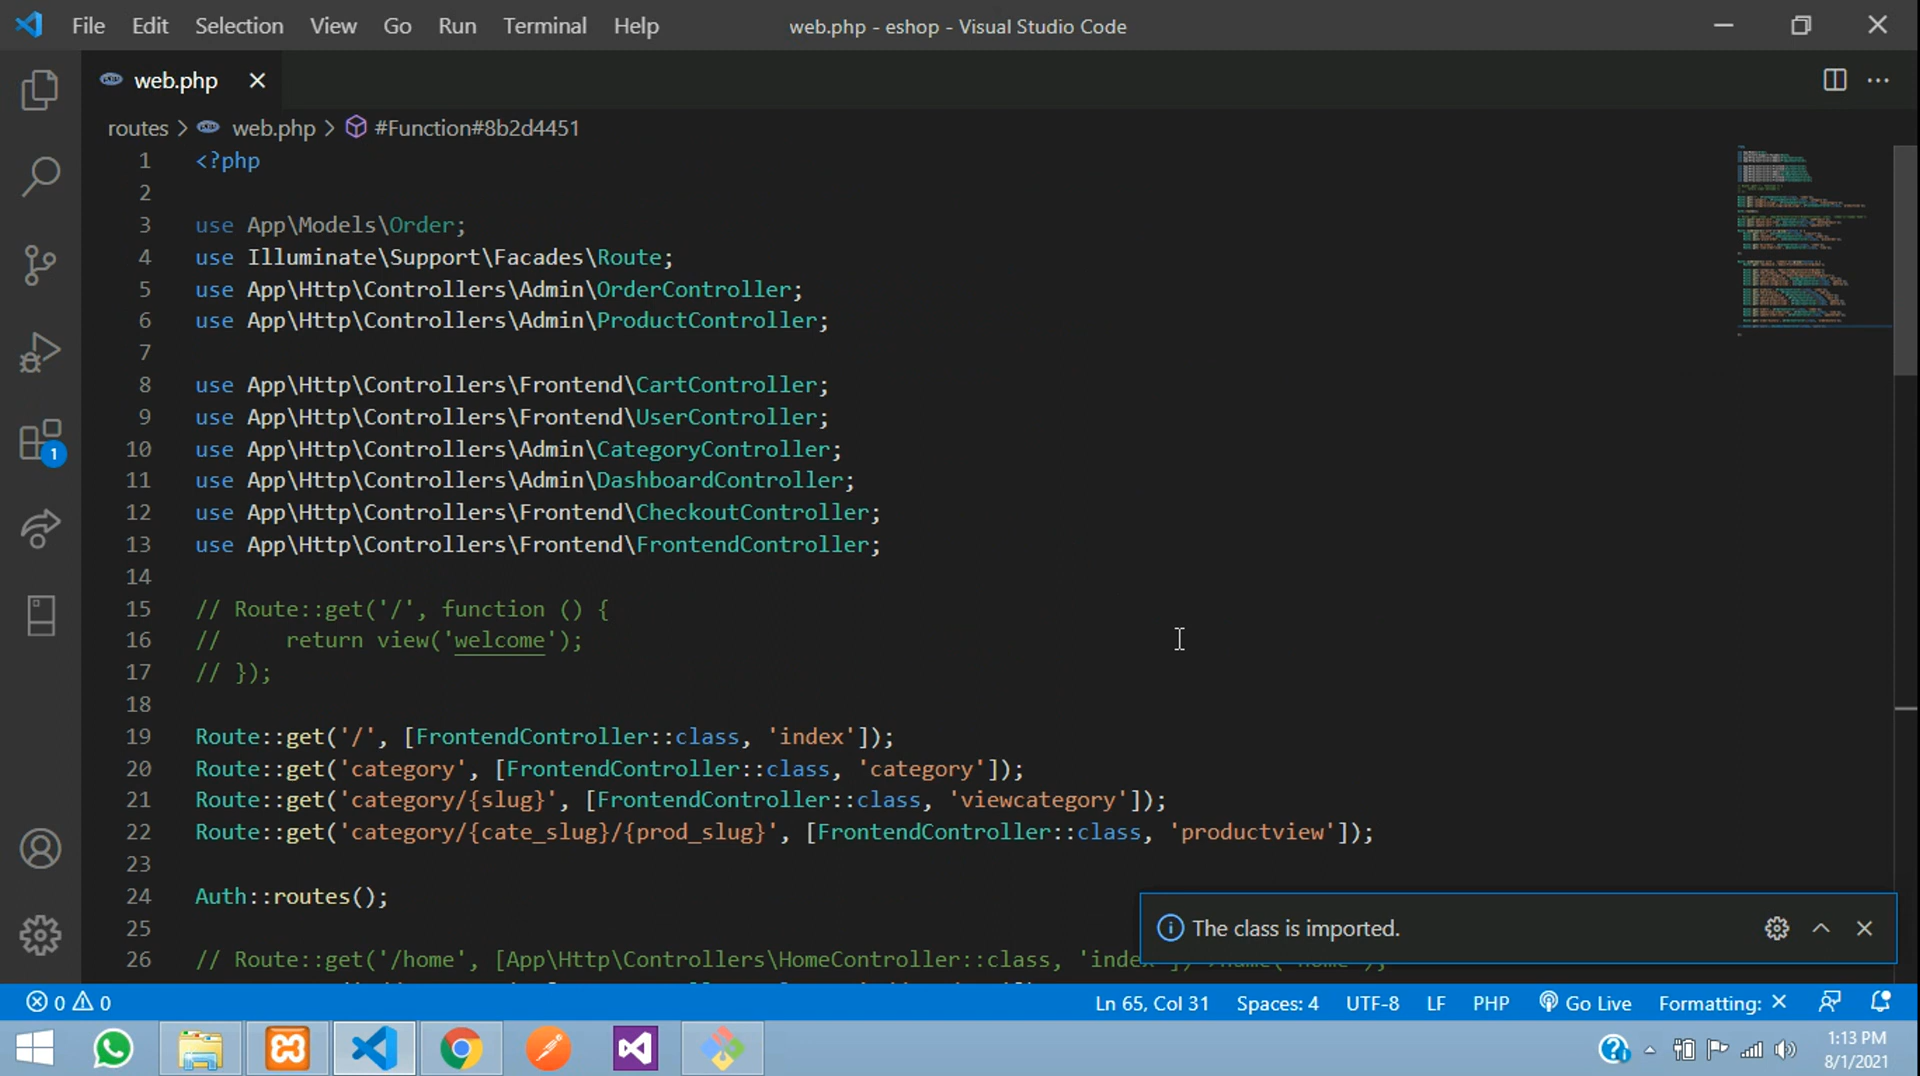 File Edit Selection View Go Run Terminal Help web.php - eshop - Visual Studio Code
web.php
routes > web.php > #Function#8b2d4451
1 <?php
2
3 use App\Models\Order;
4 use Illuminate\Support\Facades\Route;
5 use App\Http\Controllers\Admin\OrderController;
6 use App\Http\Controllers\Admin\ProductController;
7
8 use App\Http\Controllers\Frontend\CartController;
9 use App\Http\Controllers\Frontend\UserController;
10 use App\Http\Controllers\Admin\CategoryController;
11 use App\Http\Controllers\Admin\DashboardController;
12 use App\Http\Controllers\Frontend\CheckoutController;
13 use App\Http\Controllers\Frontend\FrontendController;
14
15 // Route::get('/', function () {
16 //     return view('welcome');
17 // });
18
19 Route::get('/', [FrontendController::class, 'index']);
20 Route::get('category', [FrontendController::class, 'category']);
21 Route::get('category/{slug}', [FrontendController::class, 'viewcategory']);
22 Route::get('category/{cate_slug}/{prod_slug}', [FrontendController::class, 'productview']);
23
24 Auth::routes();
25
The class is imported.
26 // Route::get('/home', [App\Http\Controllers\HomeController::class, 'index
1
0 0 Ln 65, Col 31 Spaces: 4 UTF-8 LF PHP Go Live Formatting: ×
1:13 PM
8/1/2021